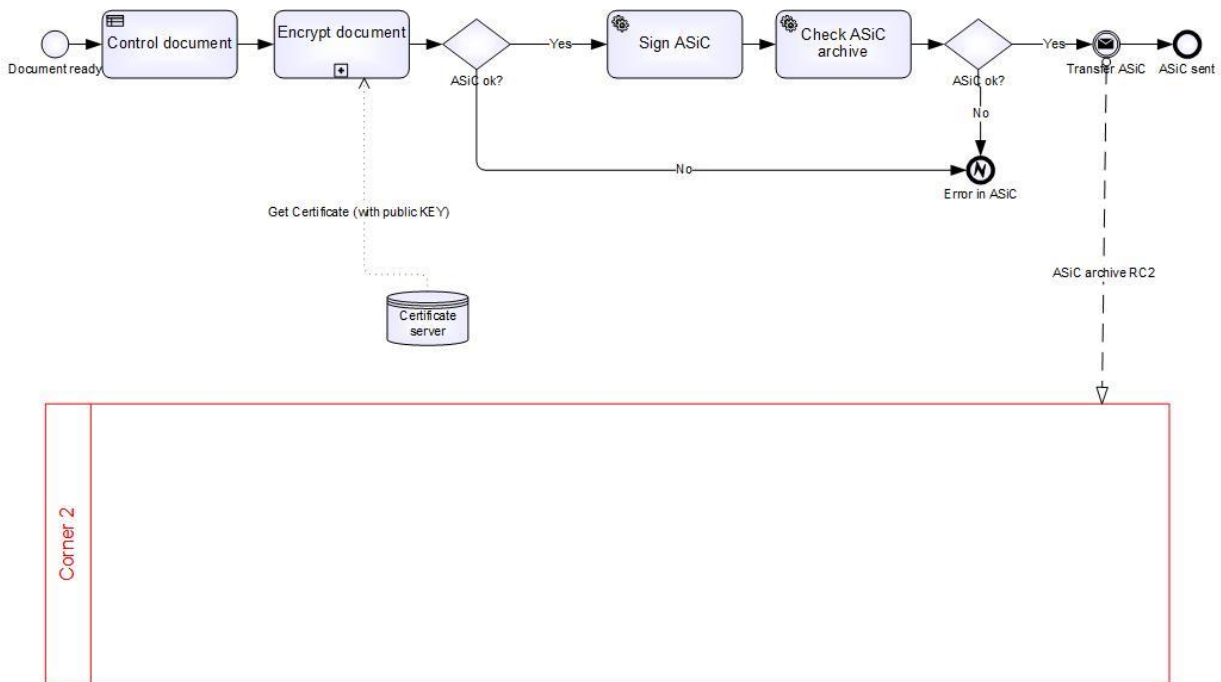 Document ready
Control document
Encrypt document
ASiC ok?
Yes
Sign ASiC
Check ASiC
archive
ASiC ok?
Yes
Transfer ASiC
ASiC sent
No
No
Error in ASiC
Get Certificate (with public KEY)
Certificate
server
ASiC archive RC2
Corner 2